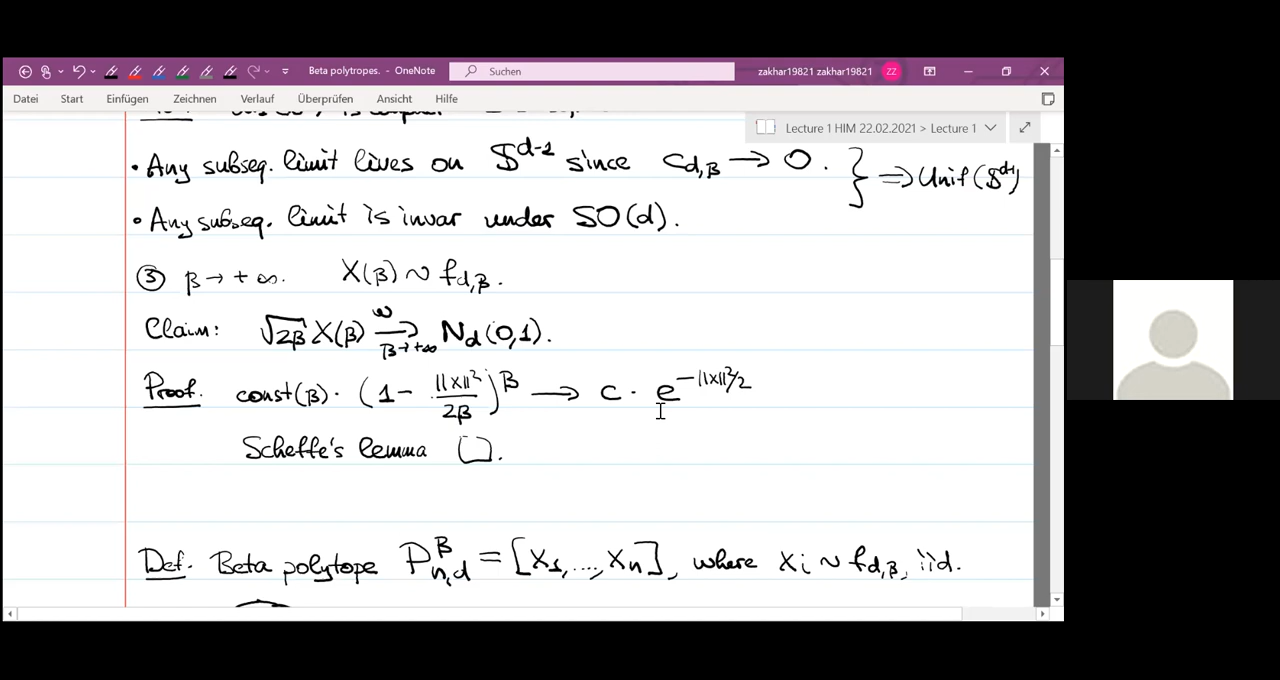 Beta polytopes. - OneNote
Suchen
zakhar19821 zakhar19821
ZZ
Datei Start Einfügen Zeichnen Verlauf Überprüfen Ansicht Hilfe
Lecture 1 HIM 22.02.2021 > Lecture 1
• Any subseq. limit lives on 𝕊^{d-1} since c_{d,β} → 0. } ⇒ Unif(𝕊^{d-1})
• Any subseq. limit is invar under SO(d).
③ β → +∞. X(β) ~ f_{d,β}.
Claim: √2β X(β) →^w_{β→+∞} N_d(0,1).
Proof. const(β) · (1 - ||x||²/2β)^β → c · e^{-||x||²/2}
Scheffe's lemma □.
Def. Beta polytope P^β_{n,d} = [X_1, ..., X_n], where X_i ~ f_{d,β}, iid.